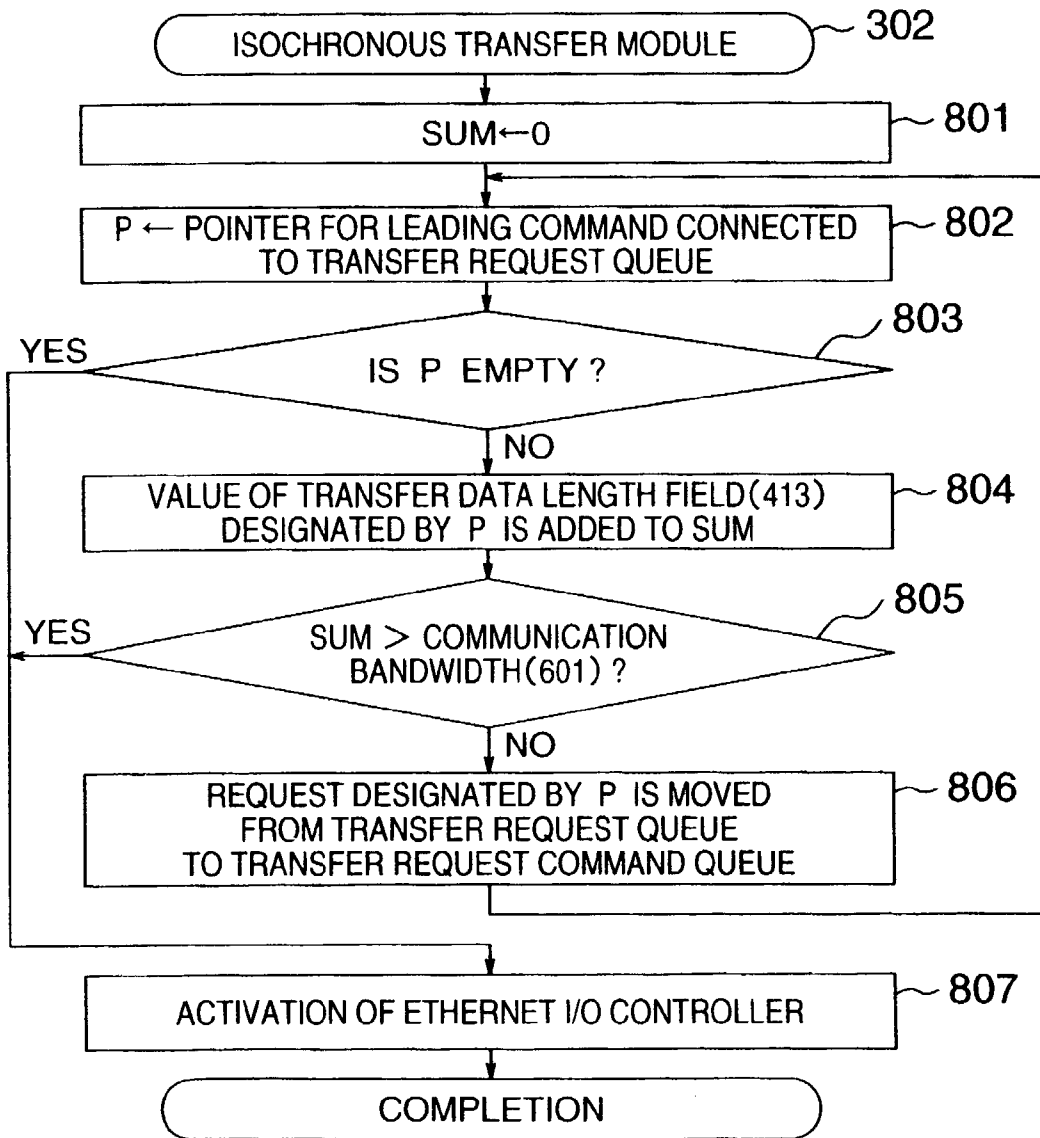 ISOCHRONOUS TRANSFER MODULE
302
SUM←0
801
P ← POINTER FOR LEADING COMMAND CONNECTED
TO TRANSFER REQUEST QUEUE
802
803
YES
IS P EMPTY ?
NO
VALUE OF TRANSFER DATA LENGTH FIELD(413)
DESIGNATED BY P IS ADDED TO SUM
804
805
YES
SUM > COMMUNICATION
BANDWIDTH(601) ?
NO
REQUEST DESIGNATED BY P IS MOVED
FROM TRANSFER REQUEST QUEUE
TO TRANSFER REQUEST COMMAND QUEUE
806
ACTIVATION OF ETHERNET I/O CONTROLLER
807
COMPLETION